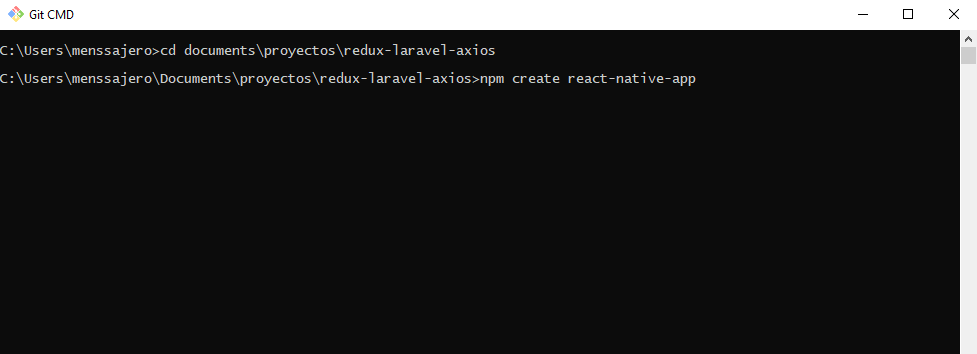 Git CMD
C:\Users\menssajero>cd documents\proyectos\redux-laravel-axios
C:\Users\menssajero\Documents\proyectos\redux-laravel-axios>npm create react-native-app